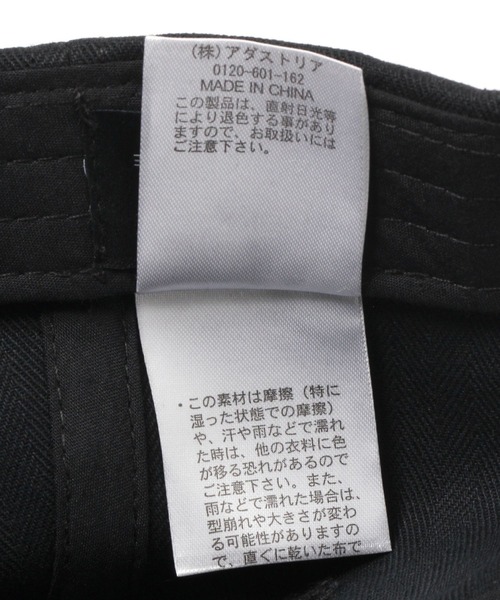 (株)アダストリア
0120-601-162
MADE IN CHINA
この製品は、直射日光等
により退色する事があり
ますので、お取扱いには
ご注意下さい。
・この素材は摩擦（特に
湿った状態での摩擦）
や、汗や雨などで濡れ
た時は、他の衣料に色
が移る恐れがあるので
ご注意下さい。また、
雨などで濡れた場合は、
型崩れや大きさが変わ
る可能性がありますの
で、直ぐに乾いた布で